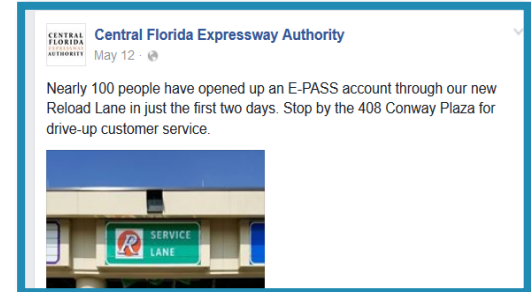 CENTRAL
FLORIDA
EXPRESSWAY
AUTHORITY
Central Florida Expressway Authority
May 12 ·
Nearly 100 people have opened up an E-PASS account through our new
Reload Lane in just the first two days. Stop by the 408 Conway Plaza for
drive-up customer service.
R
SERVICE
LANE